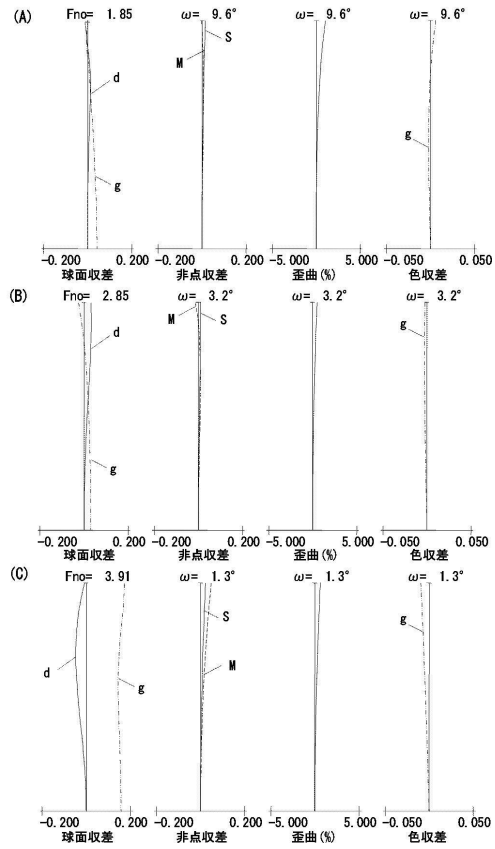 (A)
Fno= 1.85 ω= 9.6° ω= 9.6° ω= 9.6°
S
M
d
g
g
-0.200 0.200 -0.200 0.200 -5.000 5.000 -0.050 0.050
球面収差 非点収差 歪曲(%) 色収差
(B)
Fno= 2.85 ω= 3.2° ω= 3.2° ω= 3.2°
M S g
d
g
-0.200 0.200 -0.200 0.200 -5.000 5.000 -0.050 0.050
球面収差 非点収差 歪曲(%) 色収差
(C)
Fno= 3.91 ω= 1.3° ω= 1.3° ω= 1.3°
S g
M
d
g
-0.200 0.200 -0.200 0.200 -5.000 5.000 -0.050 0.050
球面収差 非点収差 歪曲(%) 色収差